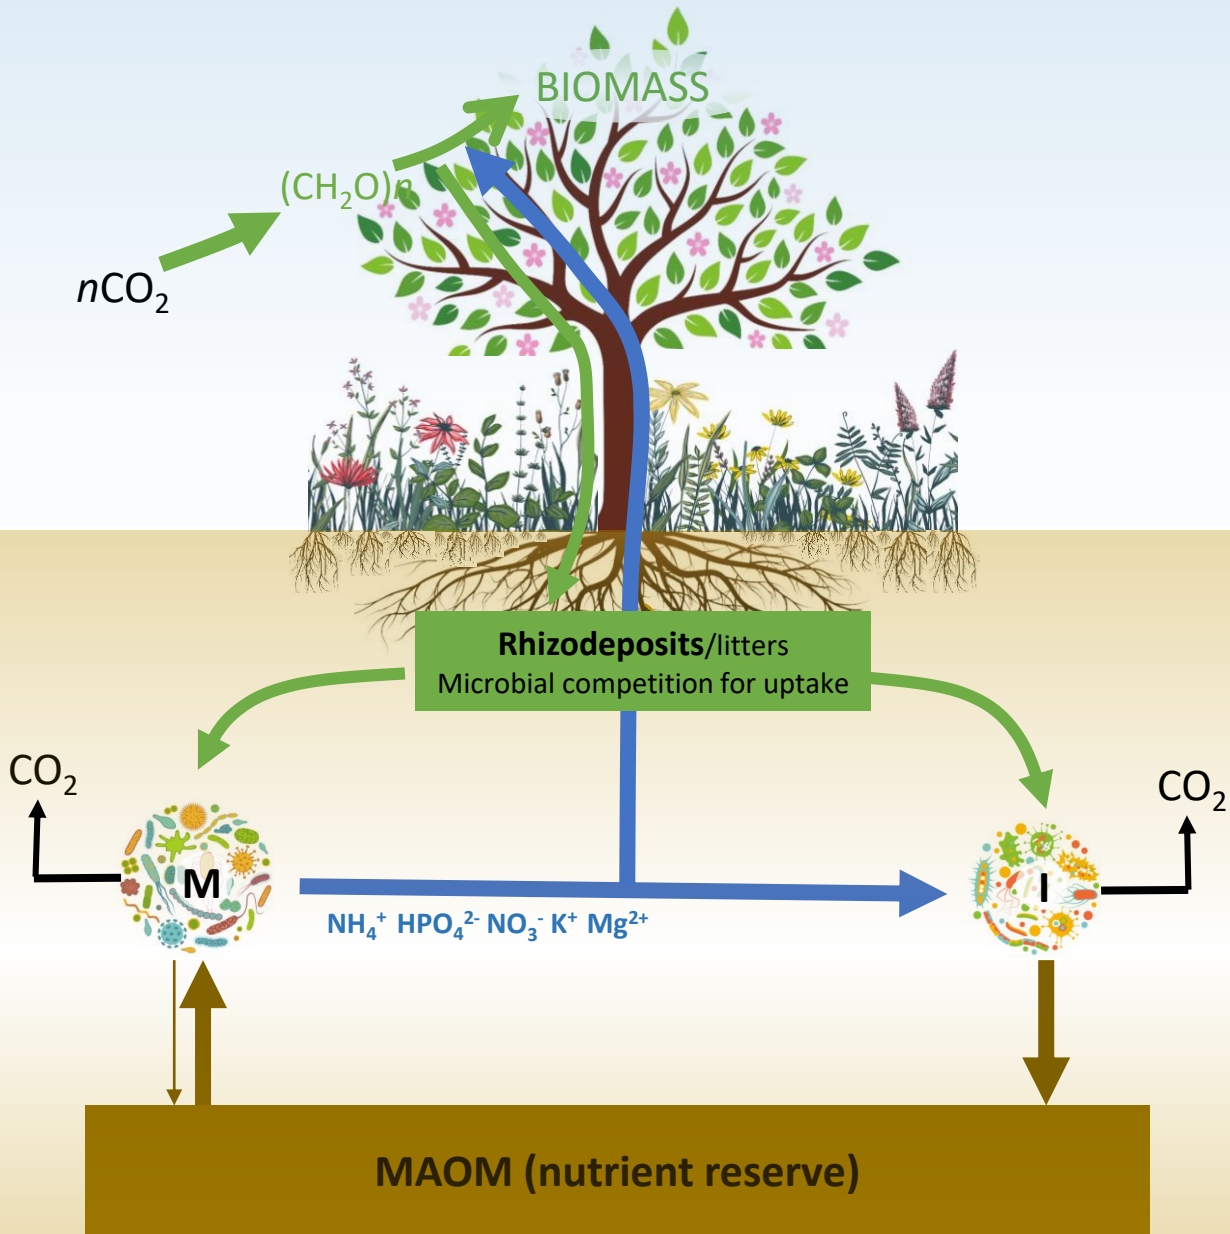 BIOMASS
(CH₂O)n
nCO₂
Rhizodeposits/litters
Microbial competition for uptake
CO₂
CO₂
M
I
NH₄⁺ HPO₄²⁻ NO₃⁻ K⁺ Mg²⁺
MAOM (nutrient reserve)